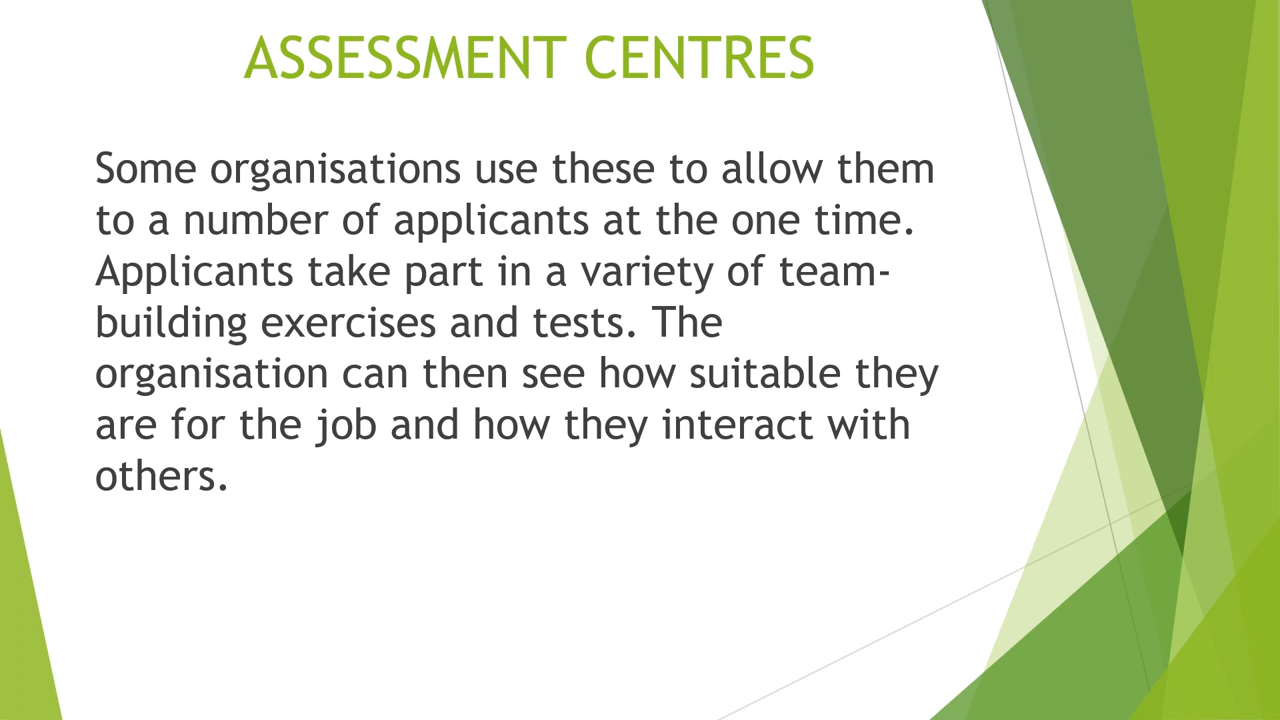 ASSESSMENT CENTRES
Some organisations use these to allow them
to a number of applicants at the one time.
Applicants take part in a variety of team-
building exercises and tests. The
organisation can then see how suitable they
are for the job and how they interact with
others.